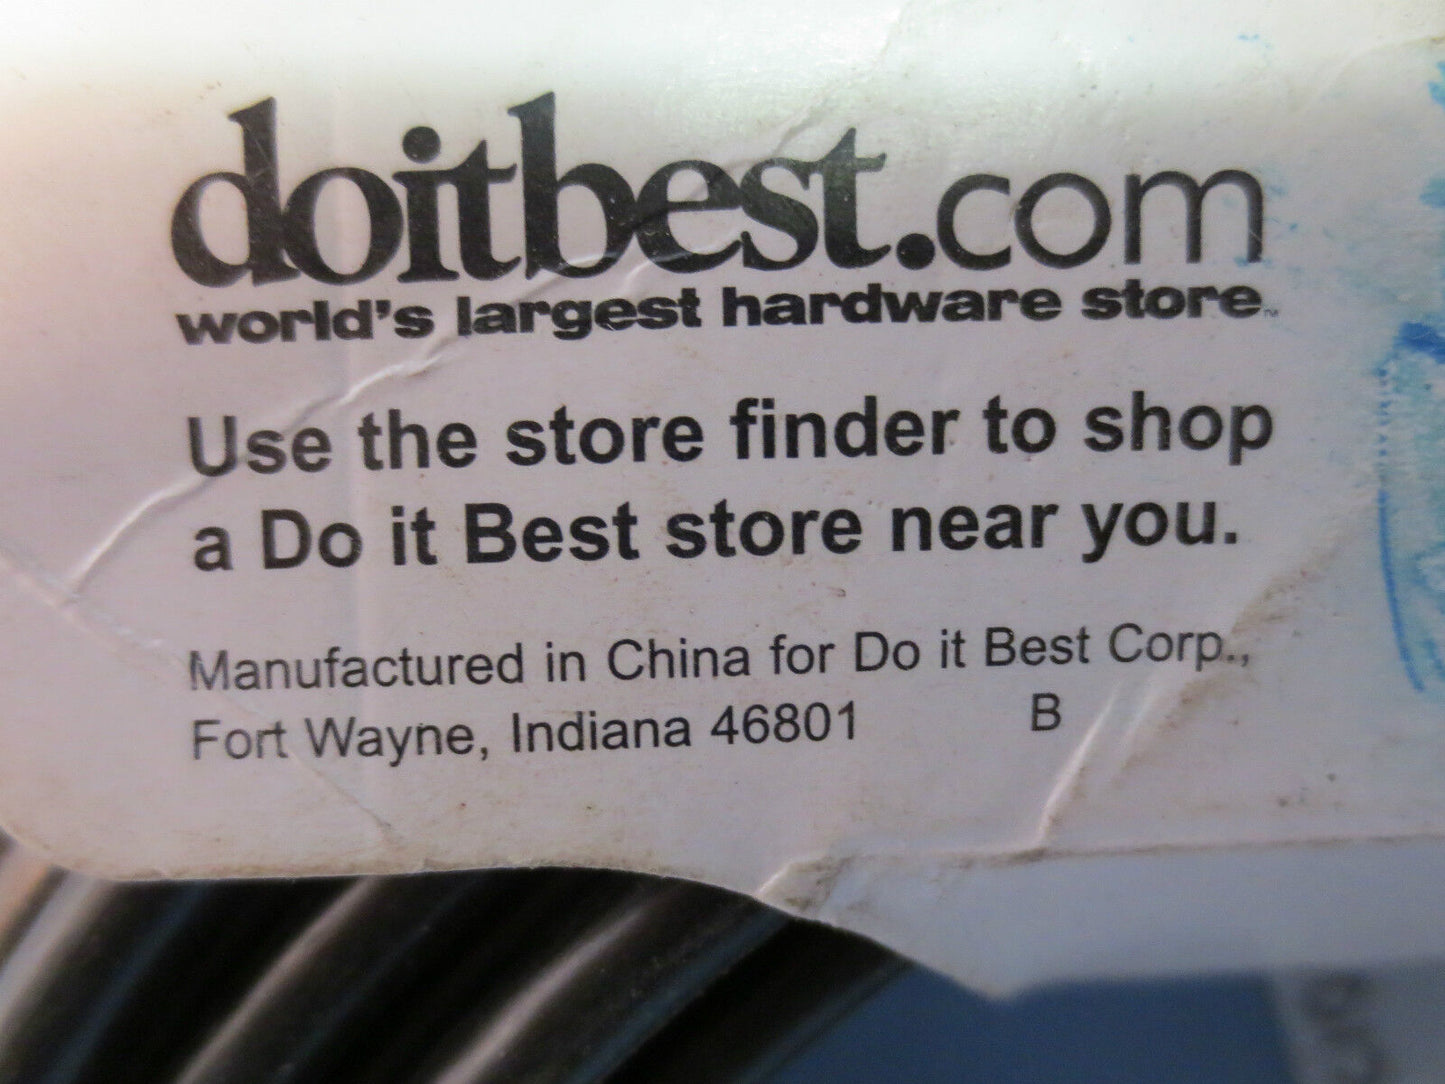 doitbest.com
world's largest hardware store™
Use the store finder to shop
a Do it Best store near you.
Manufactured in China for Do it Best Corp.,
Fort Wayne, Indiana 46801 B